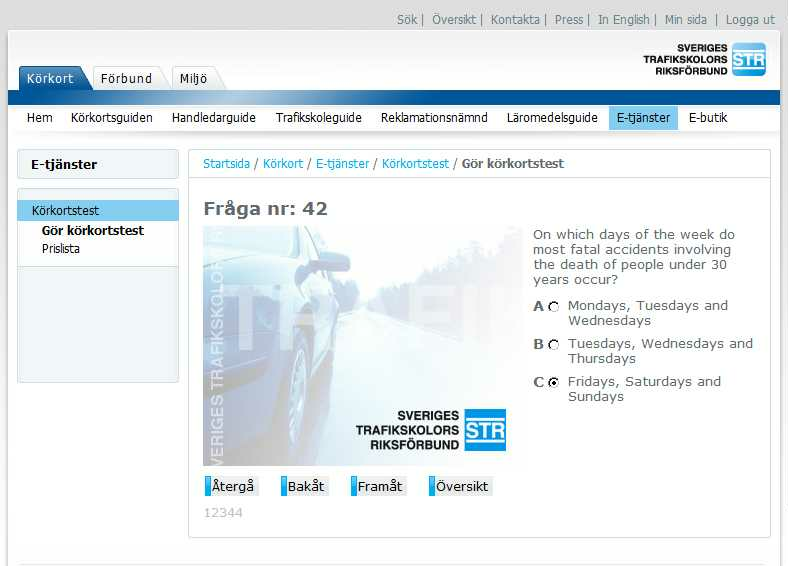 Sök | Översikt | Kontakta | Press | In English | Min sida | Logga ut
SVERIGES
TRAFIKSKOLORS
RIKSFÖRBUND
STR
Körkort Förbund Miljö
Hem Körkortsguiden Handledarguide Trafikskoleguide Reklamationsnämnd Läromedelsguide E-tjänster E-butik
E-tjänster
Körkortstest
Gör körkortstest
Prislista
Startsida / Körkort / E-tjänster / Körkortstest / Gör körkortstest
Fråga nr: 42
VERIGES TRAFIKSKOLOR
TRAFI
SVERIGES
TRAFIKSKOLORS
RIKSFÖRBUND
STR
On which days of the week do
most fatal accidents involving
the death of people under 30
years occur?
A Mondays, Tuesdays and
Wednesdays
B Tuesdays, Wednesdays and
Thursdays
C Fridays, Saturdays and
Sundays
Återgå Bakåt Framåt Översikt
12344